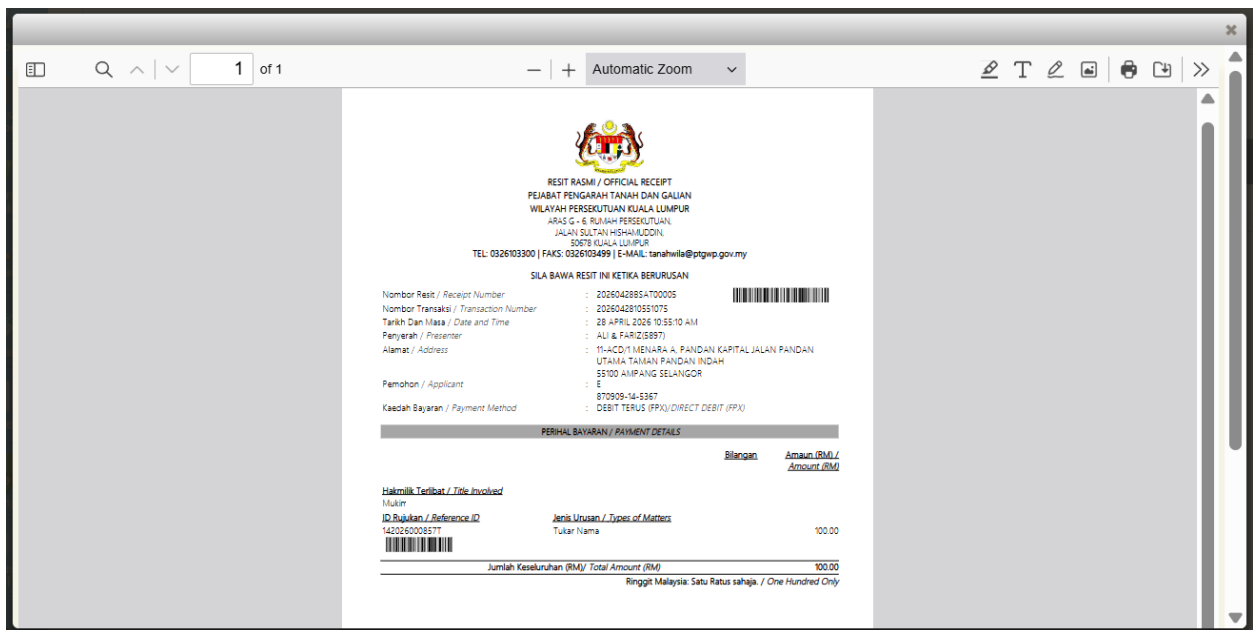 1 of 1
Automatic Zoom
RESIT RASMI / OFFICIAL RECEIPT
PEJABAT PENGARAH TANAH DAN GALIAN
WILAYAH PERSEKUTUAN KUALA LUMPUR
ARAS G - 6, RUMAH PERSEKUTUAN,
JALAN SULTAN HISHAMUDDIN,
50678 KUALA LUMPUR
TEL: 0326103300 | FAKS: 0326103499 | E-MAIL: tanahwila@ptgwp.gov.my
SILA BAWA RESIT INI KETIKA BERURUSAN
Nombor Resit / Receipt Number : 20260428BSAT00005
Nombor Transaksi / Transaction Number : 2026042810551075
Tarikh Dan Masa / Date and Time : 28 APRIL 2026 10:55:10 AM
Penyerah / Presenter : ALI & FARIZ(5897)
Alamat / Address : 11-ACD/1 MENARA A, PANDAN KAPITAL JALAN PANDAN
UTAMA TAMAN PANDAN INDAH
55100 AMPANG SELANGOR
Pemohon / Applicant : E
870909-14-5367
Kaedah Bayaran / Payment Method : DEBIT TERUS (FPX)/DIRECT DEBIT (FPX)
PERIHAL BAYARAN / PAYMENT DETAILS
Bilangan Amaun (RM) /
Amount (RM)
Hakmilik Terlibat / Title Involved
Mukim
ID Rujukan / Reference ID Jenis Urusan / Types of Matters
142026000857T Tukar Nama 100.00
Jumlah Keseluruhan (RM)/ Total Amount (RM) 100.00
Ringgit Malaysia: Satu Ratus sahaja. / One Hundred Only